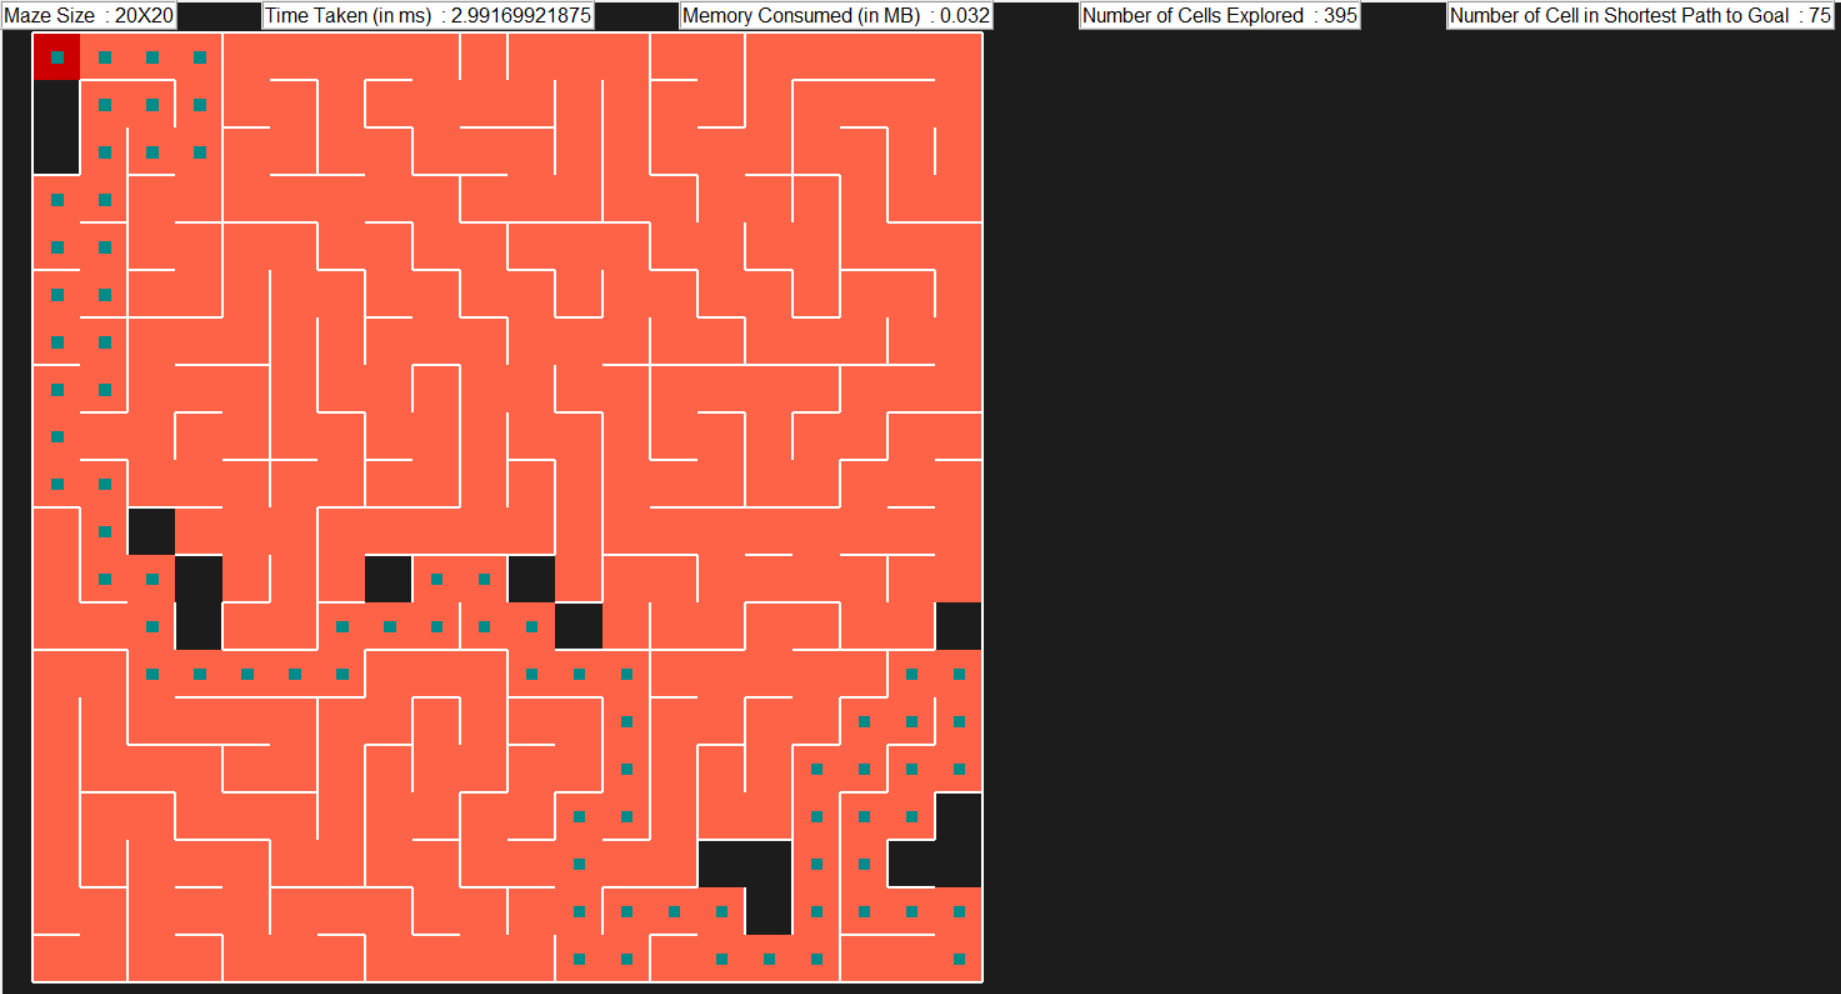 Maze Size : 20X20
Time Taken (in ms) : 2.99169921875
Memory Consumed (in MB) : 0.032
Number of Cells Explored : 395
Number of Cell in Shortest Path to Goal : 75